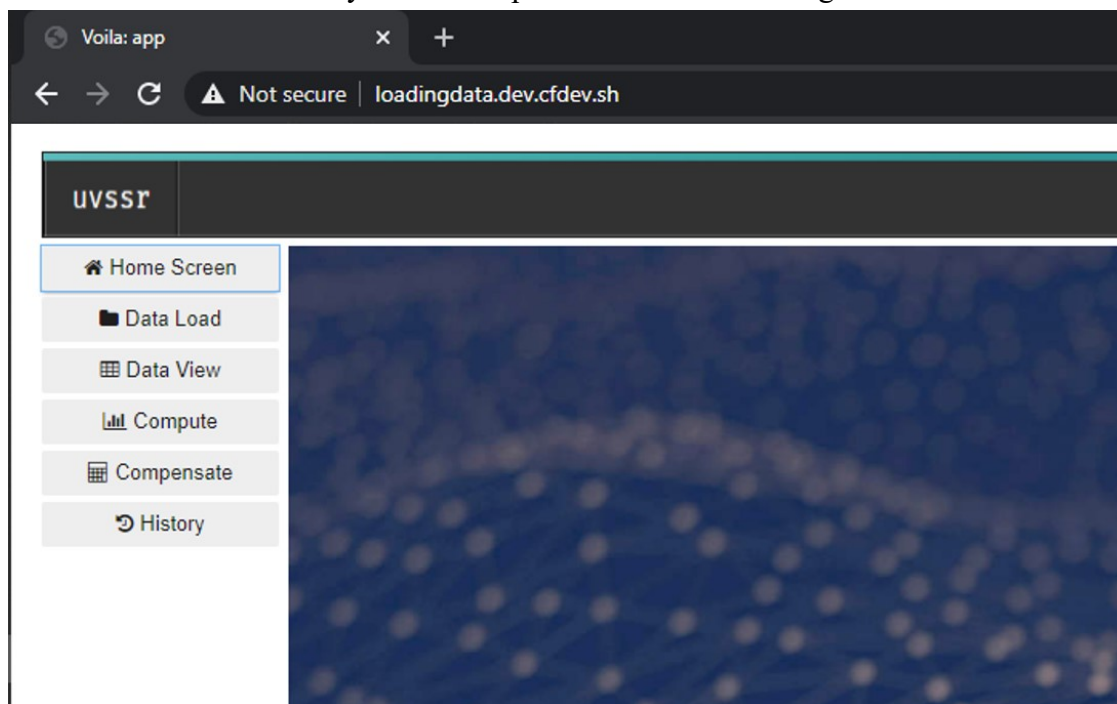 Voila: app
Not secure | loadingdata.dev.cfdev.sh
uvssr
Home Screen
Data Load
Data View
Compute
Compensate
History